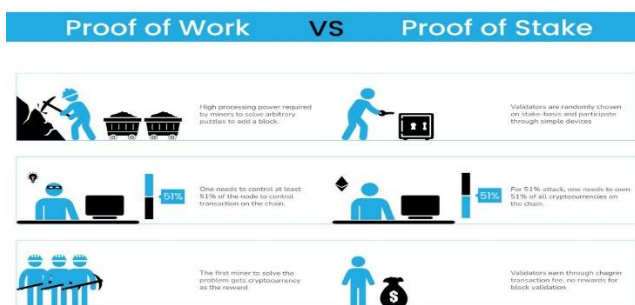 Proof of Work VS Proof of Stake
High processing power required
by miners to solve arbitrary
puzzles to add a block.
Validators are randomly chosen
on stake-basis and participate
through simple devices
51%
One needs to control at least
51% of the node to control
transaction on the chain.
51%
For 51% attack, one needs to own
51% of all cryptocurrencies on
the chain.
The first miner to solve the
problem gets cryptocurrency
as the reward
$
Validators earn through chagrin
transaction fee, no rewards for
block validation